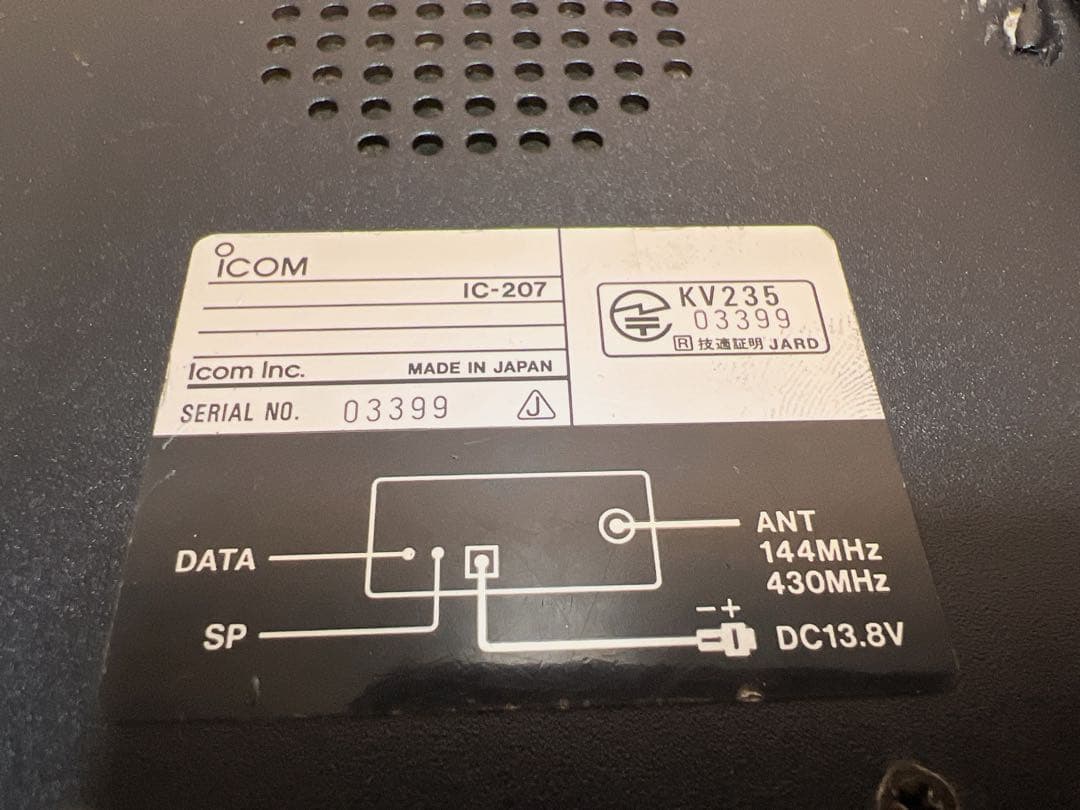 ICOM
IC-207
Icom Inc. MADE IN JAPAN
SERIAL NO. 03399 J
KV235
03399
R 技適証明 JARD
DATA
SP
ANT
144MHz
430MHz
- +
DC13.8V